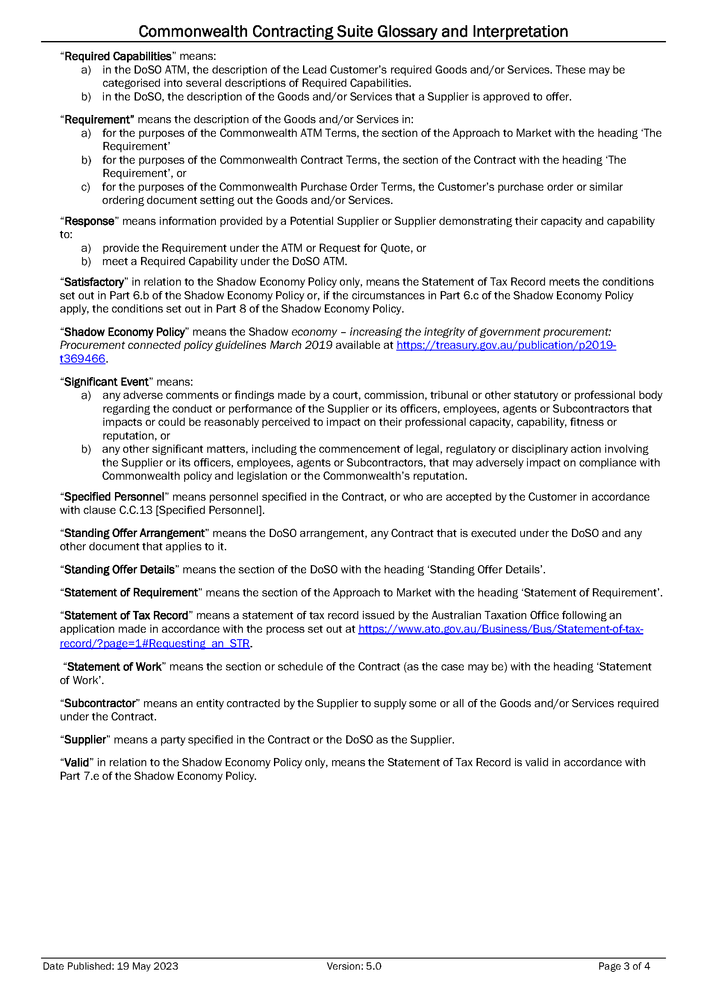 Commonwealth Contracting Suite Glossary and Interpretation
“Required Capabilities” means:
a) in the DoSO ATM, the description of the Lead Customer’s required Goods and/or Services. These may be
categorised into several descriptions of Required Capabilities.
b) in the DoSO, the description of the Goods and/or Services that a Supplier is approved to offer.
“Requirement” means the description of the Goods and/or Services in:
a) for the purposes of the Commonwealth ATM Terms, the section of the Approach to Market with the heading ‘The
Requirement’
b) for the purposes of the Commonwealth Contract Terms, the section of the Contract with the heading ‘The
Requirement’, or
c) for the purposes of the Commonwealth Purchase Order Terms, the Customer’s purchase order or similar
ordering document setting out the Goods and/or Services.
“Response” means information provided by a Potential Supplier or Supplier demonstrating their capacity and capability
to:
a) provide the Requirement under the ATM or Request for Quote, or
b) meet a Required Capability under the DoSO ATM.
“Satisfactory” in relation to the Shadow Economy Policy only, means the Statement of Tax Record meets the conditions
set out in Part 6.b of the Shadow Economy Policy or, if the circumstances in Part 6.c of the Shadow Economy Policy
apply, the conditions set out in Part 8 of the Shadow Economy Policy.
“Shadow Economy Policy” means the Shadow economy – increasing the integrity of government procurement:
Procurement connected policy guidelines March 2019 available at https://treasury.gov.au/publication/p2019-
t369466.
“Significant Event” means:
a) any adverse comments or findings made by a court, commission, tribunal or other statutory or professional body
regarding the conduct or performance of the Supplier or its officers, employees, agents or Subcontractors that
impacts or could be reasonably perceived to impact on their professional capacity, capability, fitness or
reputation, or
b) any other significant matters, including the commencement of legal, regulatory or disciplinary action involving
the Supplier or its officers, employees, agents or Subcontractors, that may adversely impact on compliance with
Commonwealth policy and legislation or the Commonwealth’s reputation.
“Specified Personnel” means personnel specified in the Contract, or who are accepted by the Customer in accordance
with clause C.C.13 [Specified Personnel].
“Standing Offer Arrangement” means the DoSO arrangement, any Contract that is executed under the DoSO and any
other document that applies to it.
“Standing Offer Details” means the section of the DoSO with the heading ‘Standing Offer Details’.
“Statement of Requirement” means the section of the Approach to Market with the heading ‘Statement of Requirement’.
“Statement of Tax Record” means a statement of tax record issued by the Australian Taxation Office following an
application made in accordance with the process set out at https://www.ato.gov.au/Business/Bus/Statement-of-tax-
record/?page=1#Requesting_an_STR.
“Statement of Work” means the section or schedule of the Contract (as the case may be) with the heading ‘Statement
of Work’.
“Subcontractor” means an entity contracted by the Supplier to supply some or all of the Goods and/or Services required
under the Contract.
“Supplier” means a party specified in the Contract or the DoSO as the Supplier.
“Valid” in relation to the Shadow Economy Policy only, means the Statement of Tax Record is valid in accordance with
Part 7.e of the Shadow Economy Policy.
Date Published: 19 May 2023 Version: 5.0 Page 3 of 4